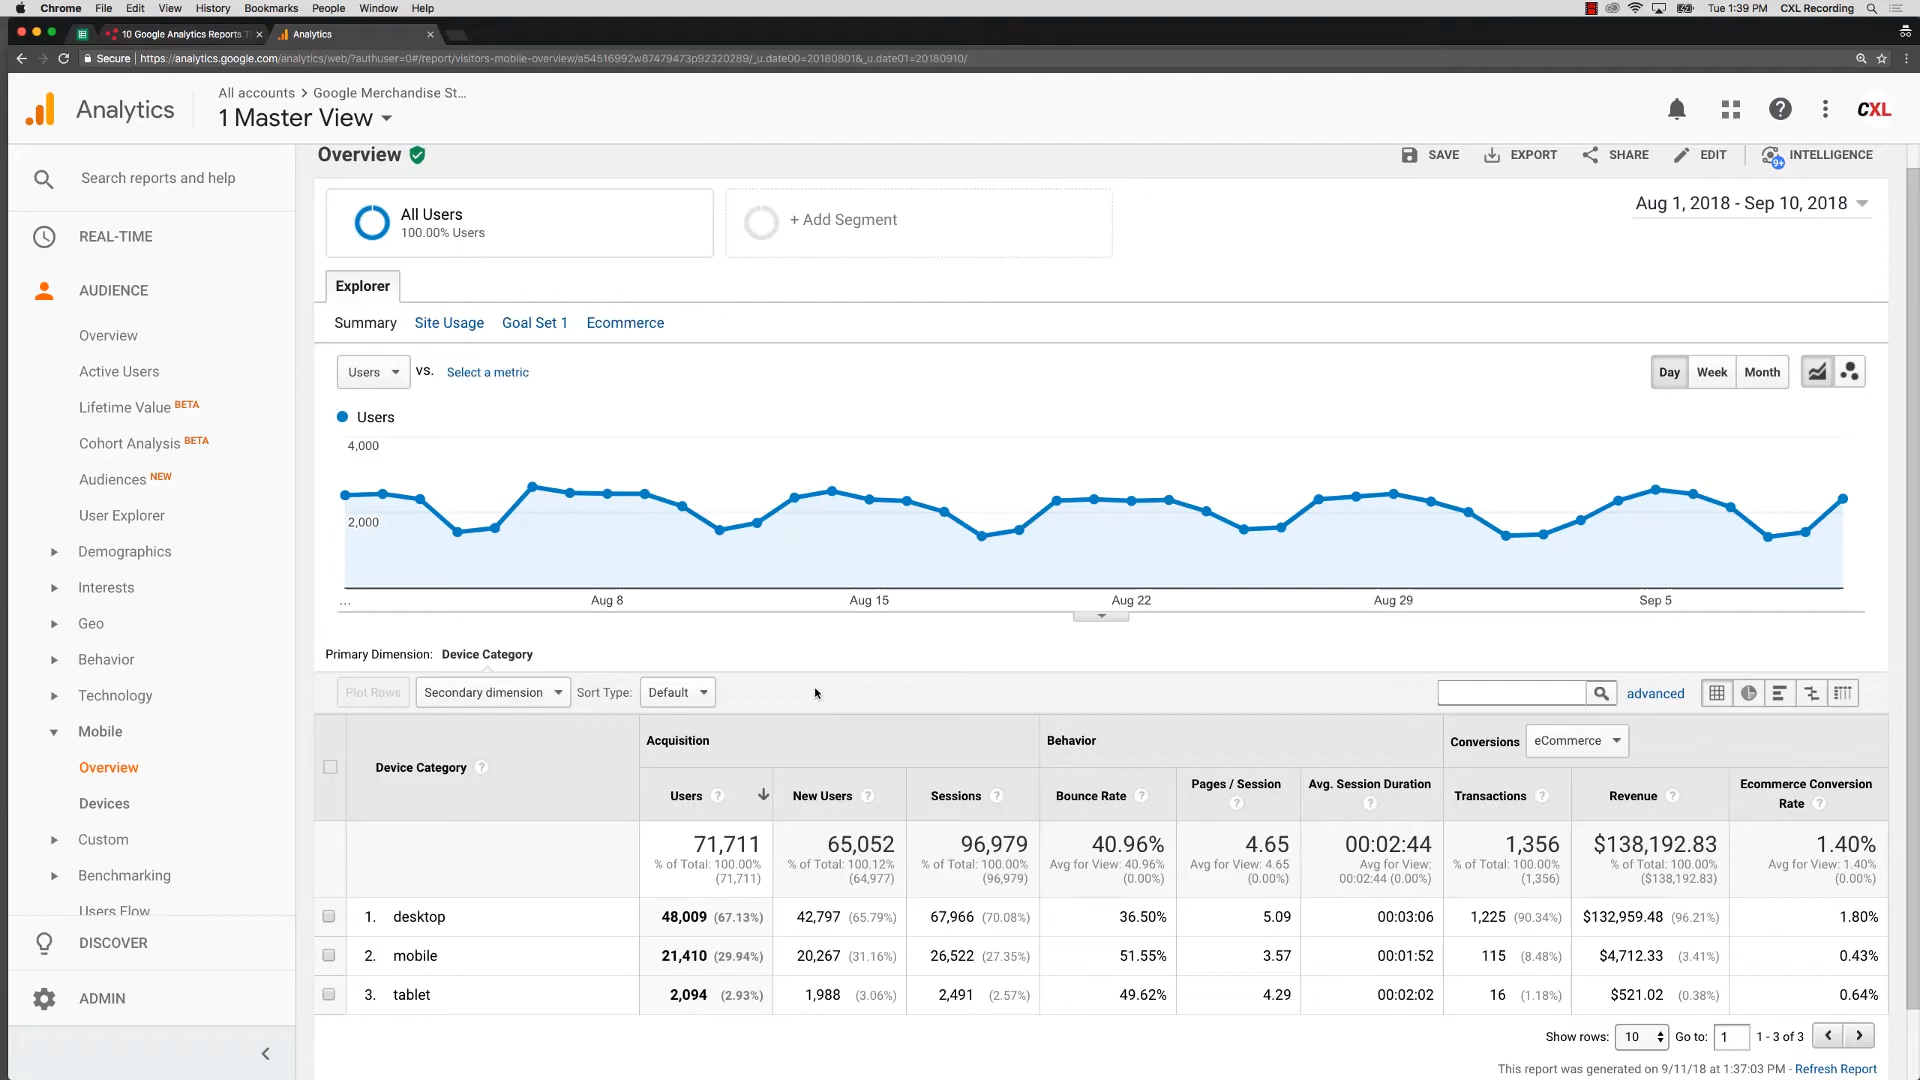 Chrome File Edit View History Bookmarks People Window Help Tue 1:39 PM CXL Recording
10 Google Analytics Reports T Analytics
Secure https://analytics.google.com/analytics/web/?authuser=0#/report/visitors-mobile-overview/a54516992w87479473p92320289/_u.date00=20180801&_u.date01=20180910/
Analytics
All accounts > Google Merchandise St...
1 Master View
CXL
Search reports and help
REAL-TIME
AUDIENCE
Overview
Active Users
Lifetime Value BETA
Cohort Analysis BETA
Audiences NEW
User Explorer
Demographics
Interests
Geo
Behavior
Technology
Mobile
Overview
Devices
Custom
Benchmarking
Users Flow
DISCOVER
ADMIN
Overview
SAVE EXPORT SHARE EDIT 9+ INTELLIGENCE
All Users
100.00% Users
+ Add Segment
Aug 1, 2018 - Sep 10, 2018
Explorer
Summary Site Usage Goal Set 1 Ecommerce
Users vs. Select a metric
Day Week Month
Users
4,000
2,000
... Aug 8 Aug 15 Aug 22 Aug 29 Sep 5
Primary Dimension: Device Category
Plot Rows Secondary dimension Sort Type: Default advanced
Device Category ? Acquisition Behavior Conversions eCommerce
Users ? New Users ? Sessions ? Bounce Rate ? Pages / Session ? Avg. Session Duration ? Transactions ? Revenue ? Ecommerce Conversion Rate ?
71,711 65,052 96,979 40.96% 4.65 00:02:44 1,356 $138,192.83 1.40%
% of Total: 100.00% % of Total: 100.12% % of Total: 100.00% Avg for View: 40.96% Avg for View: 4.65 Avg for View: % of Total: 100.00% % of Total: 100.00% Avg for View: 1.40%
(71,711) (64,977) (96,979) (0.00%) (0.00%) 00:02:44 (0.00%) (1,356) ($138,192.83) (0.00%)
1. desktop 48,009 (67.13%) 42,797 (65.79%) 67,966 (70.08%) 36.50% 5.09 00:03:06 1,225 (90.34%) $132,959.48 (96.21%) 1.80%
2. mobile 21,410 (29.94%) 20,267 (31.16%) 26,522 (27.35%) 51.55% 3.57 00:01:52 115 (8.48%) $4,712.33 (3.41%) 0.43%
3. tablet 2,094 (2.93%) 1,988 (3.06%) 2,491 (2.57%) 49.62% 4.29 00:02:02 16 (1.18%) $521.02 (0.38%) 0.64%
Show rows: 10 Go to: 1 1 - 3 of 3
This report was generated on 9/11/18 at 1:37:03 PM - Refresh Report